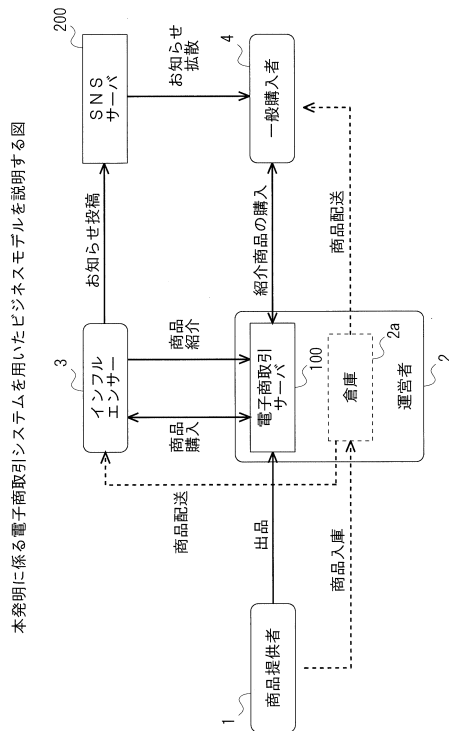 本発明に係る電子商取引システムを用いたビジネスモデルを説明する図
200
SNS
サーバ
お知らせ
拡散
4
一般購入者
お知らせ投稿
紹介商品の購入
商品配送
3
インフル
エンサー
商品
紹介
商品
購入
電子商取引
サーバ
100
倉庫
2a
運営者
2
商品配送
出品
商品入庫
1
商品提供者